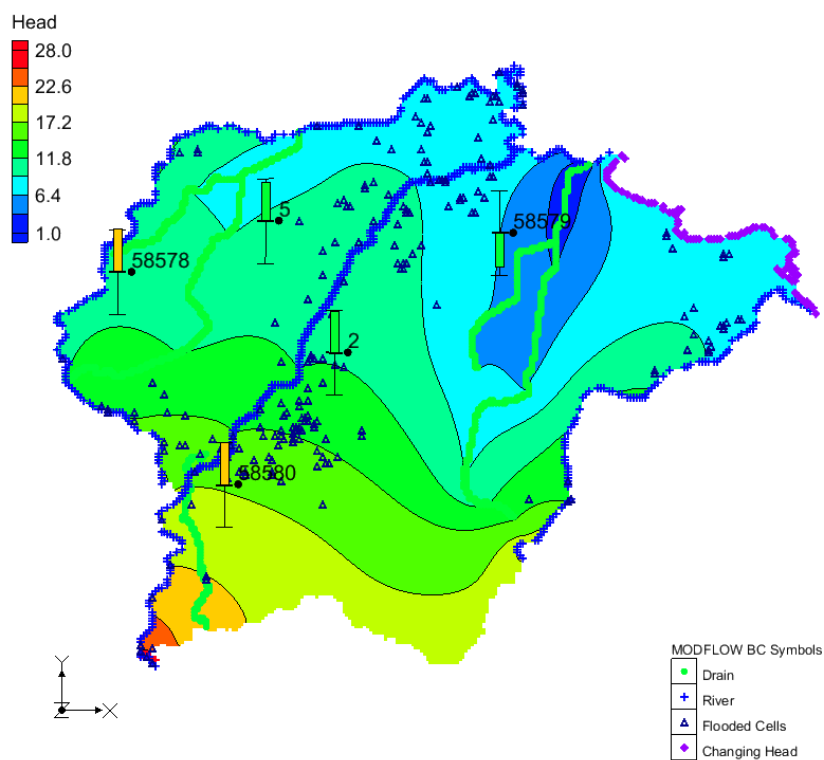 Head
28.0
22.6
17.2
11.8
6.4
1.0
5
58579
58578
2
58580
Y
Z X
MODFLOW BC Symbols
Drain
River
Flooded Cells
Changing Head